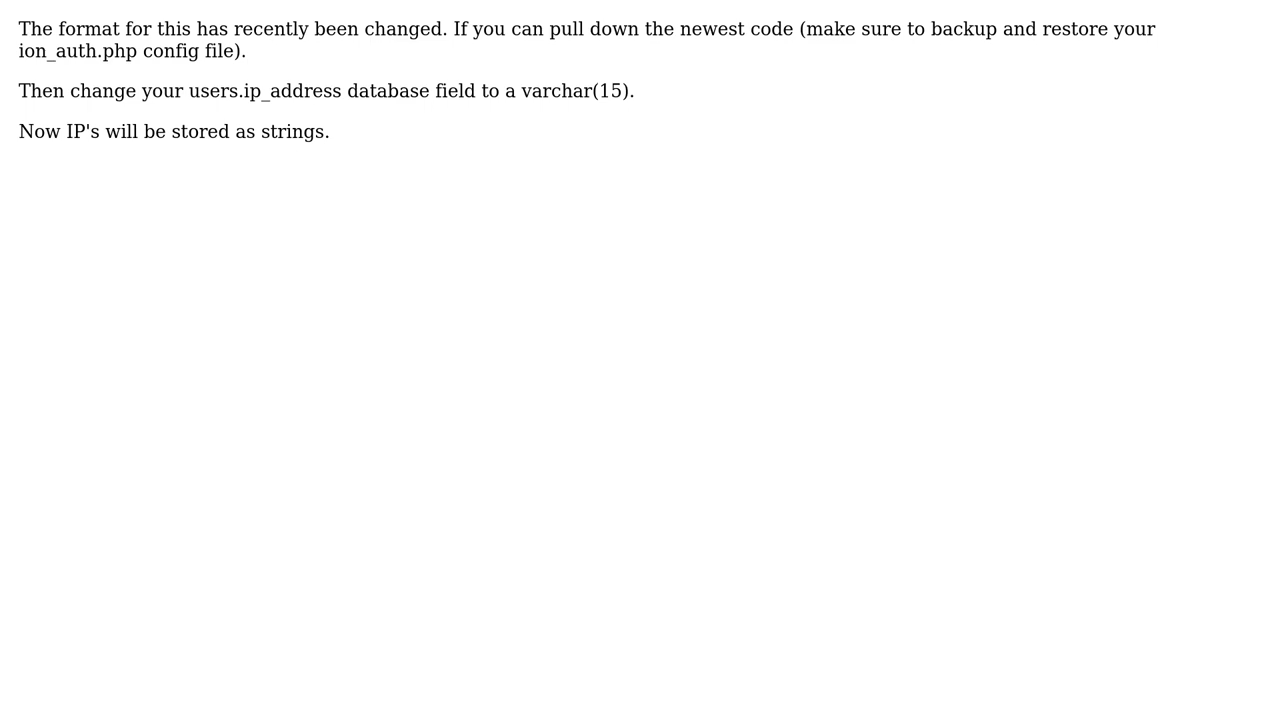 The format for this has recently been changed. If you can pull down the newest code (make sure to backup and restore your
ion_auth.php config file).
Then change your users.ip_address database field to a varchar(15).
Now IP's will be stored as strings.